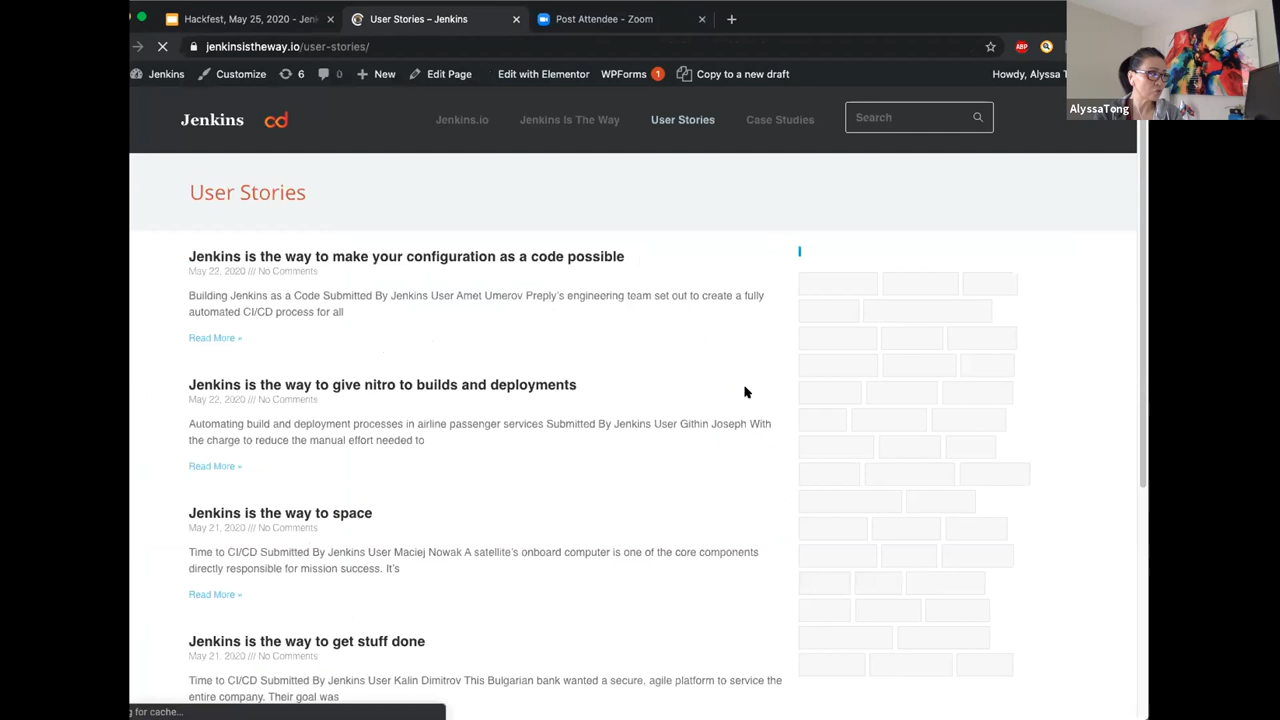 Hackfest, May 25, 2020 - Jenk
User Stories – Jenkins
Post Attendee - Zoom
jenkinsistheway.io/user-stories/
ABP
Jenkins
Customize
6
0
New
Edit Page
Edit with Elementor
WPForms 1
Copy to a new draft
Howdy, Alyssa T
AlyssaTong
Jenkins
cd
Jenkins.io
Jenkins Is The Way
User Stories
Case Studies
Search
User Stories
Jenkins is the way to make your configuration as a code possible
May 22, 2020 /// No Comments
Building Jenkins as a Code Submitted By Jenkins User Amet Umerov Preply's engineering team set out to create a fully
automated CI/CD process for all
Read More »
Jenkins is the way to give nitro to builds and deployments
May 22, 2020 /// No Comments
Automating build and deployment processes in airline passenger services Submitted By Jenkins User Githin Joseph With
the charge to reduce the manual effort needed to
Read More »
Jenkins is the way to space
May 21, 2020 /// No Comments
Time to CI/CD Submitted By Jenkins User Maciej Nowak A satellite's onboard computer is one of the core components
directly responsible for mission success. It's
Read More »
Jenkins is the way to get stuff done
May 21, 2020 /// No Comments
Time to CI/CD Submitted By Jenkins User Kalin Dimitrov This Bulgarian bank wanted a secure, agile platform to service the
entire company. Their goal was
g for cache...